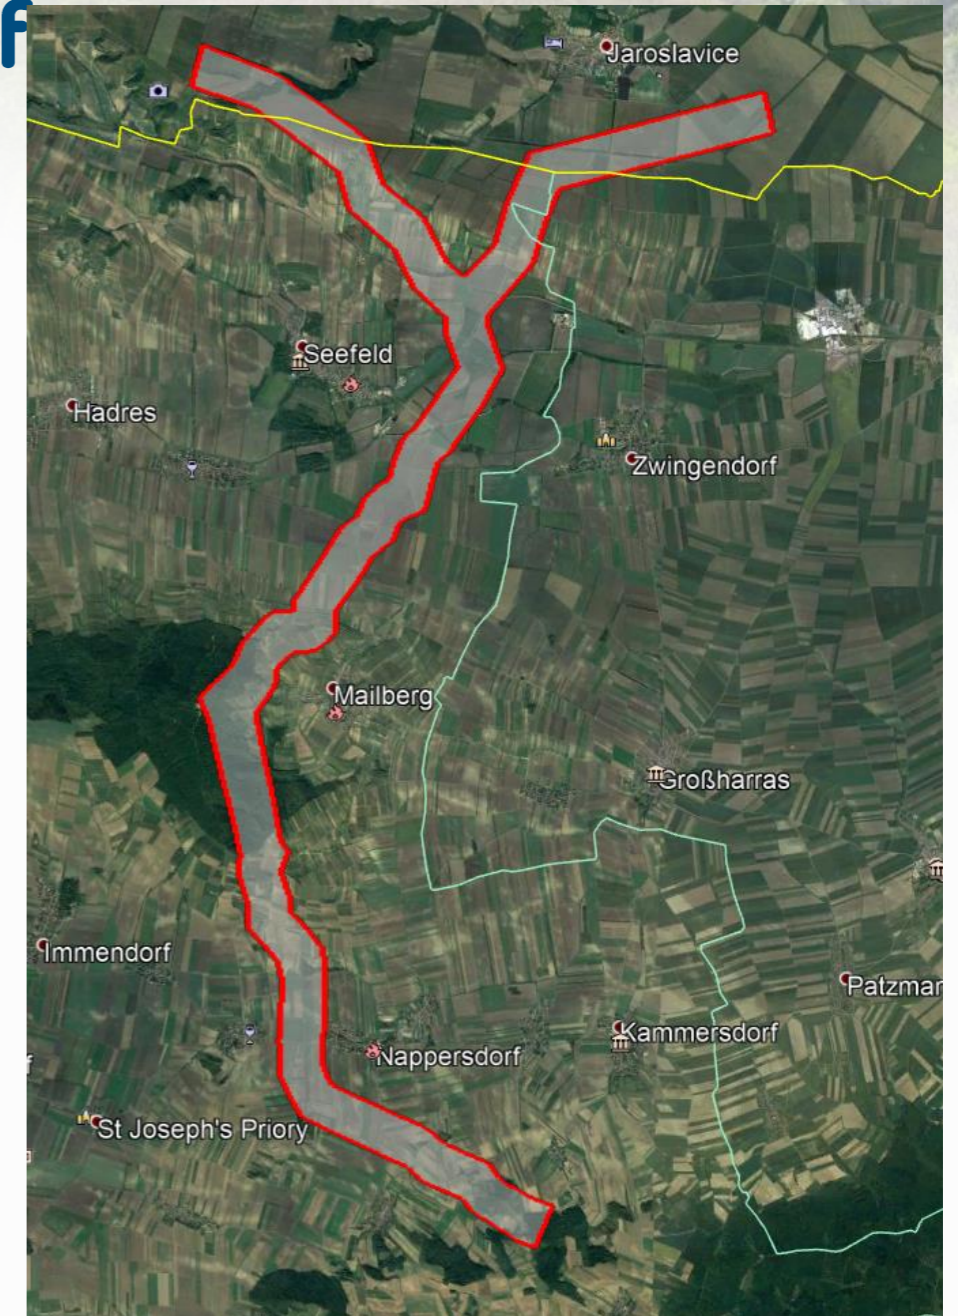 f
Jaroslavice
Seefeld
Hadres
Zwingendorf
Mailberg
Großharras
Immendorf
Patzmar
Kammersdorf
Nappersdorf
f
St Joseph's Priory